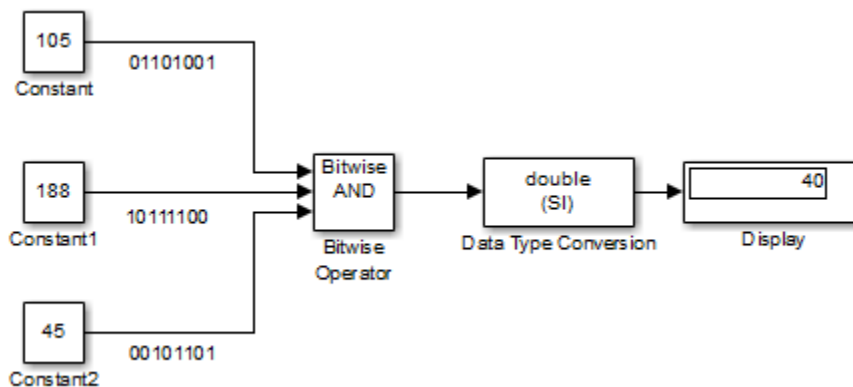 105
01101001
Constant
188
10111100
Constant1
45
00101101
Constant2
Bitwise
AND
Bitwise
Operator
double
(SI)
Data Type Conversion
40
Display